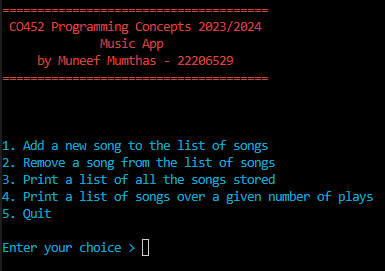 ======================================
CO452 Programming Concepts 2023/2024
Music App
by Muneef Mumthas - 22206529
======================================
1. Add a new song to the list of songs
2. Remove a song from the list of songs
3. Print a list of all the songs stored
4. Print a list of songs over a given number of plays
5. Quit
Enter your choice >